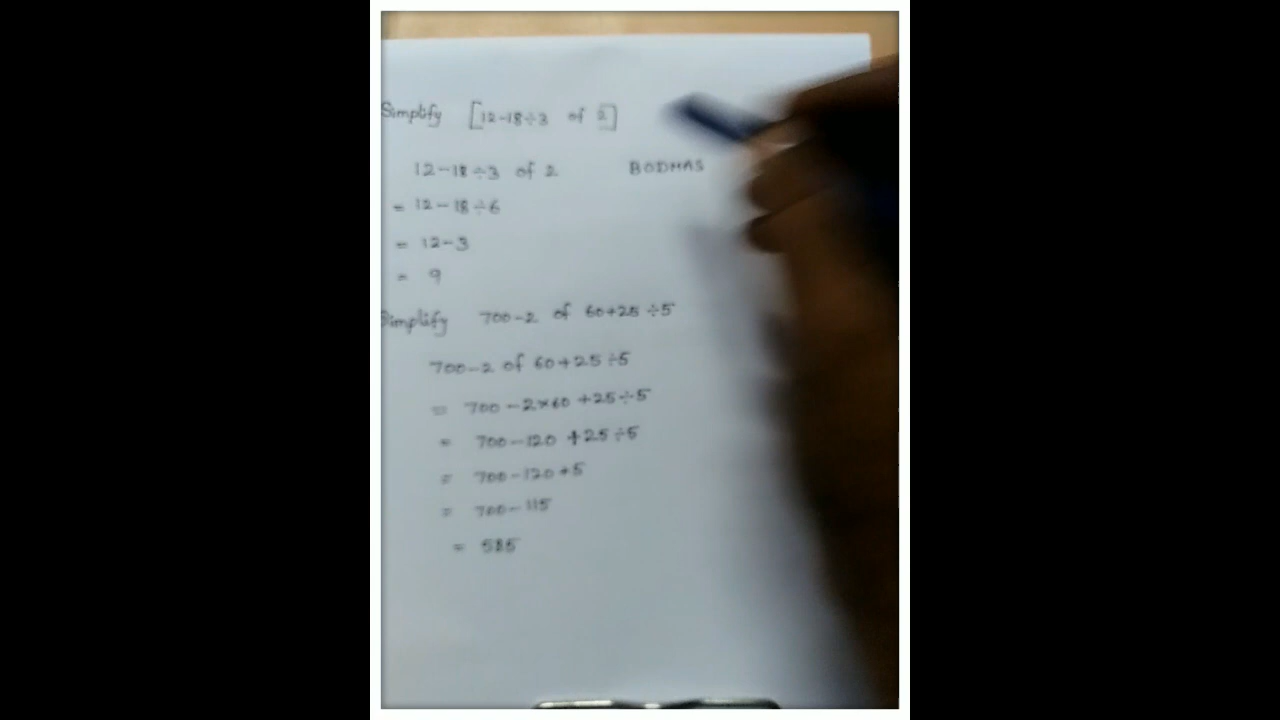 Simplify [12-18÷3 of 2]
12-18÷3 of 2 BODMAS
= 12-18÷6
= 12-3
= 9
Simplify 700-2 of 60+25÷5
700-2 of 60+25÷5
= 700-2×60+25÷5
= 700-120+25÷5
= 700-120+5
= 700-115
= 585